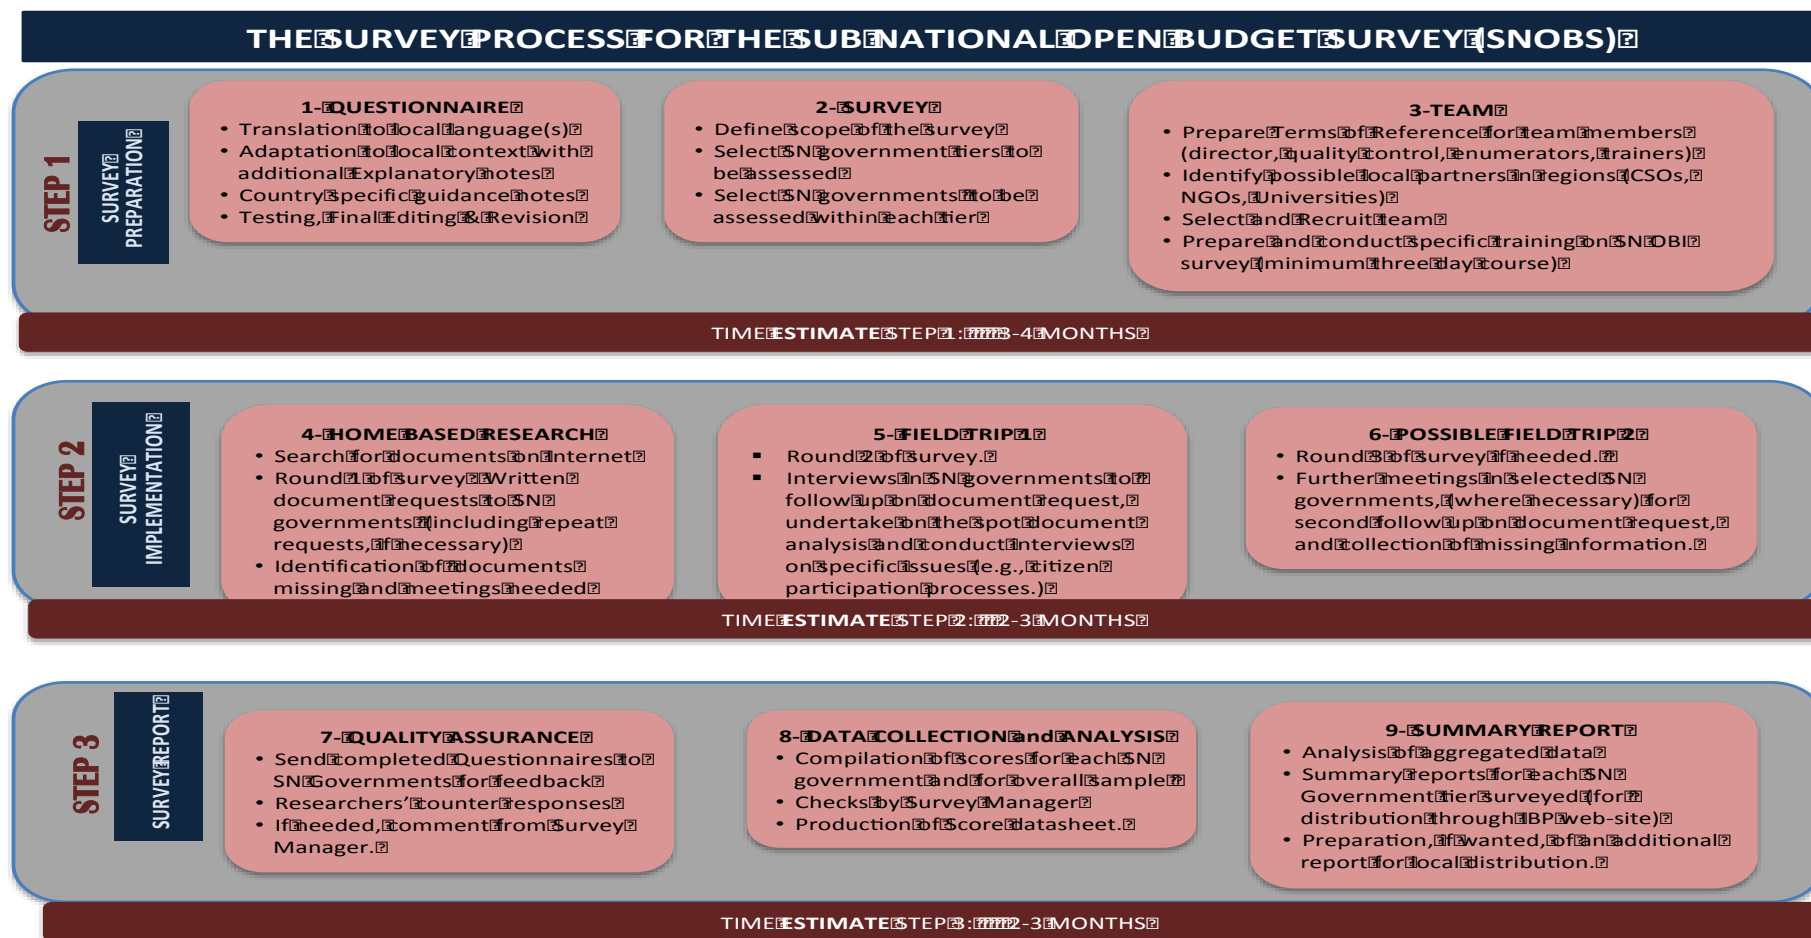 THE SURVEY PROCESS FOR THE SUB NATIONAL OPEN BUDGET SURVEY (SNOBS)
STEP 1
SURVEY
PREPARATION
1- QUESTIONNAIRE
• Translation to local language(s)
• Adaptation to local context with
additional Explanatory notes
• Country specific guidance notes
• Testing, Final Editing & Revision
2- SURVEY
• Define scope of the survey
• Select SN government tiers to
be assessed
• Select SN governments to be
assessed within each tier
3-TEAM
• Prepare Terms of Reference for team members
(director, quality control, enumerators, trainers)
• Identify possible local partners in regions (CSOs,
NGOs, Universities)
• Select and Recruit team
• Prepare and conduct specific training on SN OBI
survey (minimum three day course)
TIME ESTIMATE STEP 1: 3-4 MONTHS
STEP 2
SURVEY
IMPLEMENTATION
4- HOME BASED RESEARCH
• Search for documents on Internet
• Round 1 of survey Written
document requests to SN
governments (including repeat
requests, if necessary)
• Identification of documents
missing and meetings needed
5- FIELD TRIP 1
▪ Round 2 of survey.
▪ Interviews in SN governments to
follow up on document request,
undertake on the spot document
analysis and conduct interviews
on specific issues (e.g., citizen
participation processes.)
6- POSSIBLE FIELD TRIP 2
• Round 3 of survey if needed.
• Further meetings in selected SN
governments, (where necessary) for
second follow up on document request,
and collection of missing information.
TIME ESTIMATE STEP 2: 2-3 MONTHS
STEP 3
SURVEY REPORT
7- QUALITY ASSURANCE
• Send completed Questionnaires to
SN Governments for feedback
• Researchers’ counter responses
• If needed, comment from Survey
Manager.
8- DATA COLLECTION and ANALYSIS
• Compilation of scores for each SN
government and for overall sample
• Checks by Survey Manager
• Production of Score datasheet.
9- SUMMARY REPORT
• Analysis of aggregated data
• Summary reports for each SN
Government tier surveyed (for
distribution through IBP web-site)
• Preparation, if wanted, of an additional
report for local distribution.
TIME ESTIMATE STEP 3: 2-3 MONTHS